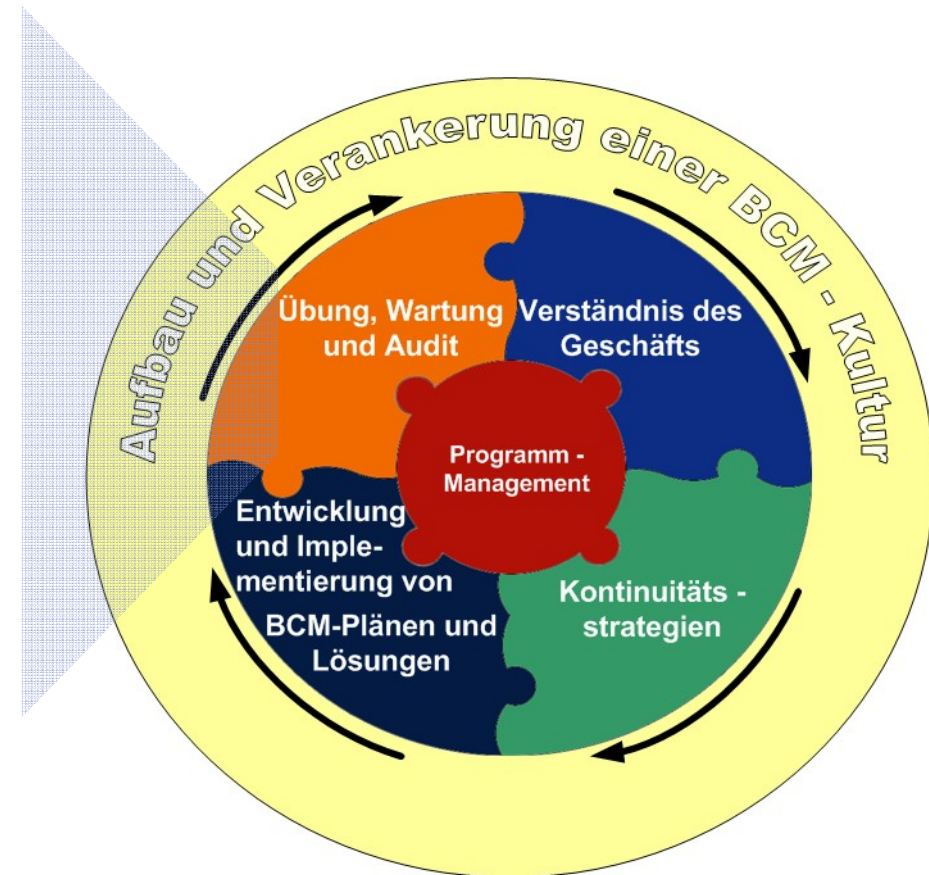 Aufbau und Verankerung einer BCM - Kultur
Übung, Wartung
und Audit
Verständnis des
Geschäfts
Programm -
Management
Entwicklung
und Imple-
mentierung von
BCM-Plänen und
Lösungen
Kontinuitäts -
strategien